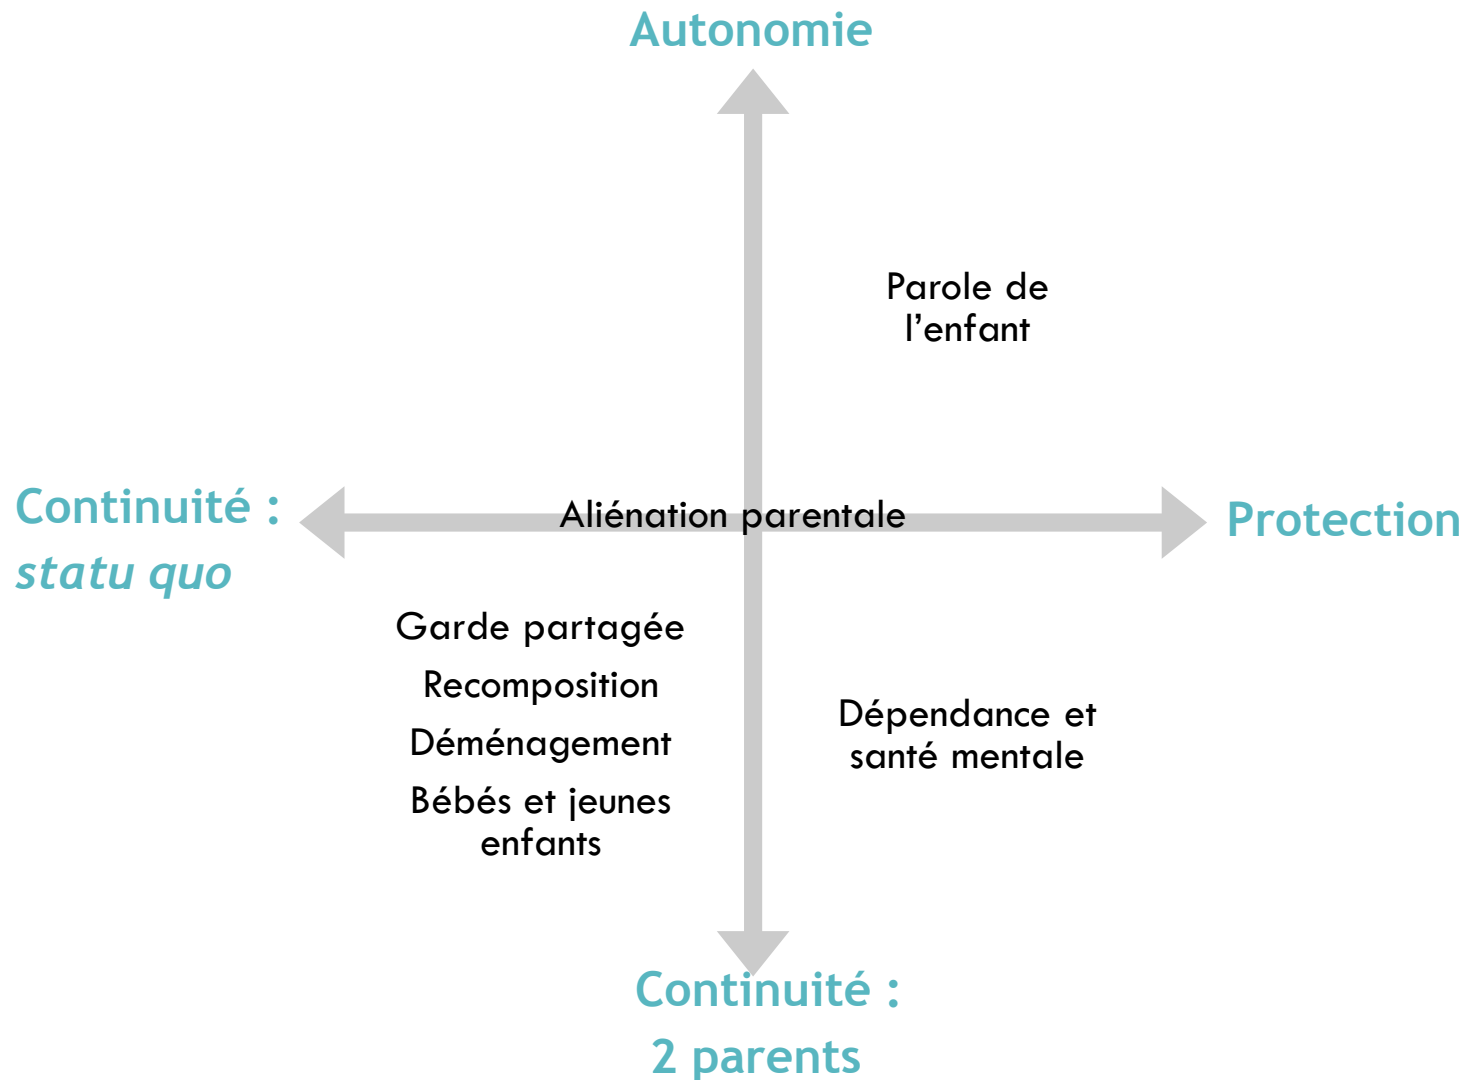 Autonomie
Parole de
l’enfant
Continuité :
statu quo
Aliénation parentale
Protection
Garde partagée
Recomposition
Déménagement
Bébés et jeunes
enfants
Dépendance et
santé mentale
Continuité :
2 parents